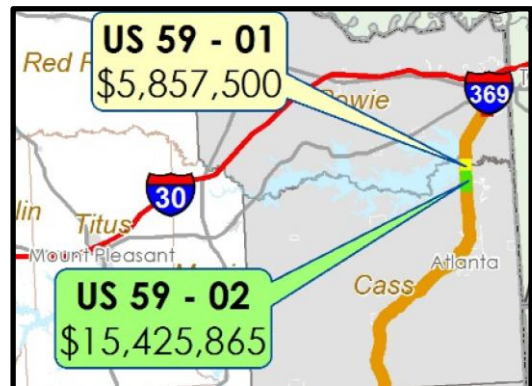 US 59 - 01
$5,857,500
Red R
Bowie
369
30
lin
Titus
Mount Pleasant
Atlanta
Cass
US 59 - 02
$15,425,865